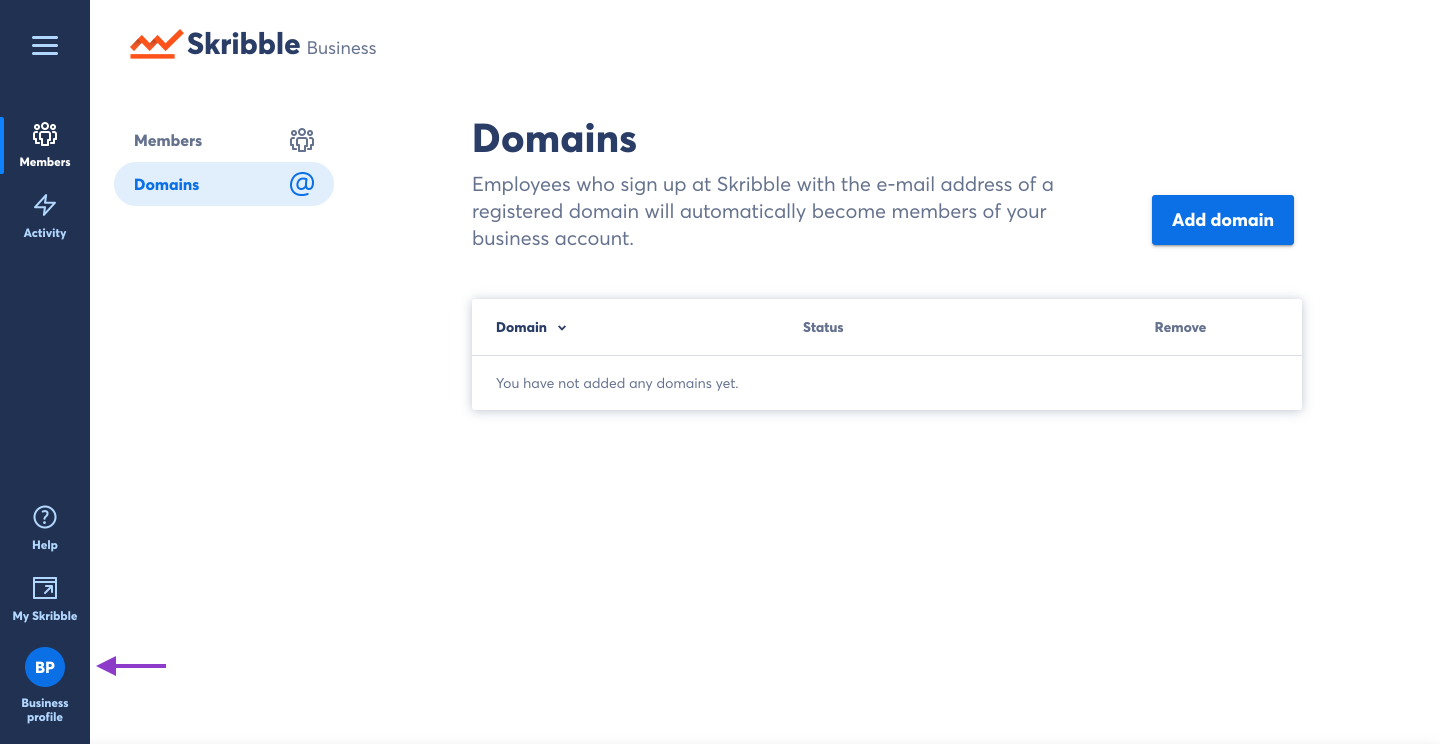 Skribble Business
Members
Activity
Help
My Skribble
BP
Business
profile
Members
Domains @
Domains
Employees who sign up at Skribble with the e-mail address of a
registered domain will automatically become members of your
business account.
Add domain
Domain Status Remove
You have not added any domains yet.